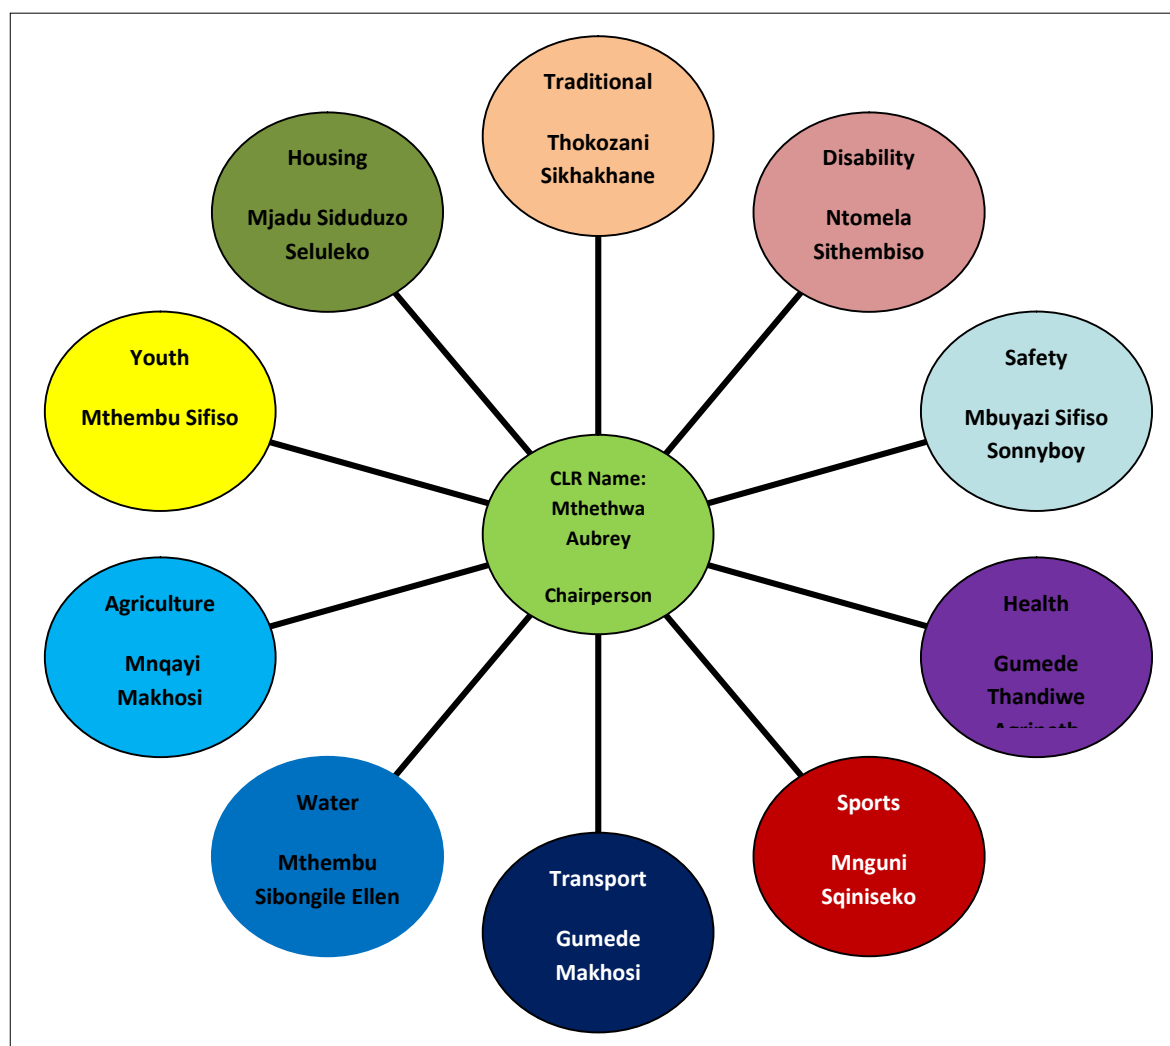 Traditional
Thokozani
Sikhakhane
Disability
Ntomela
Sithembiso
Safety
Mbuyazi Sifiso
Sonnyboy
Health
Gumede
Thandiwe
Sports
Mnguni
Sqiniseko
Transport
Gumede
Makhosi
Water
Mthembu
Sibongile Ellen
Agriculture
Mnqayi
Makhosi
Youth
Mthembu Sifiso
Housing
Mjadu Siduduzo
Seluleko
CLR Name:
Mthethwa
Aubrey
Chairperson